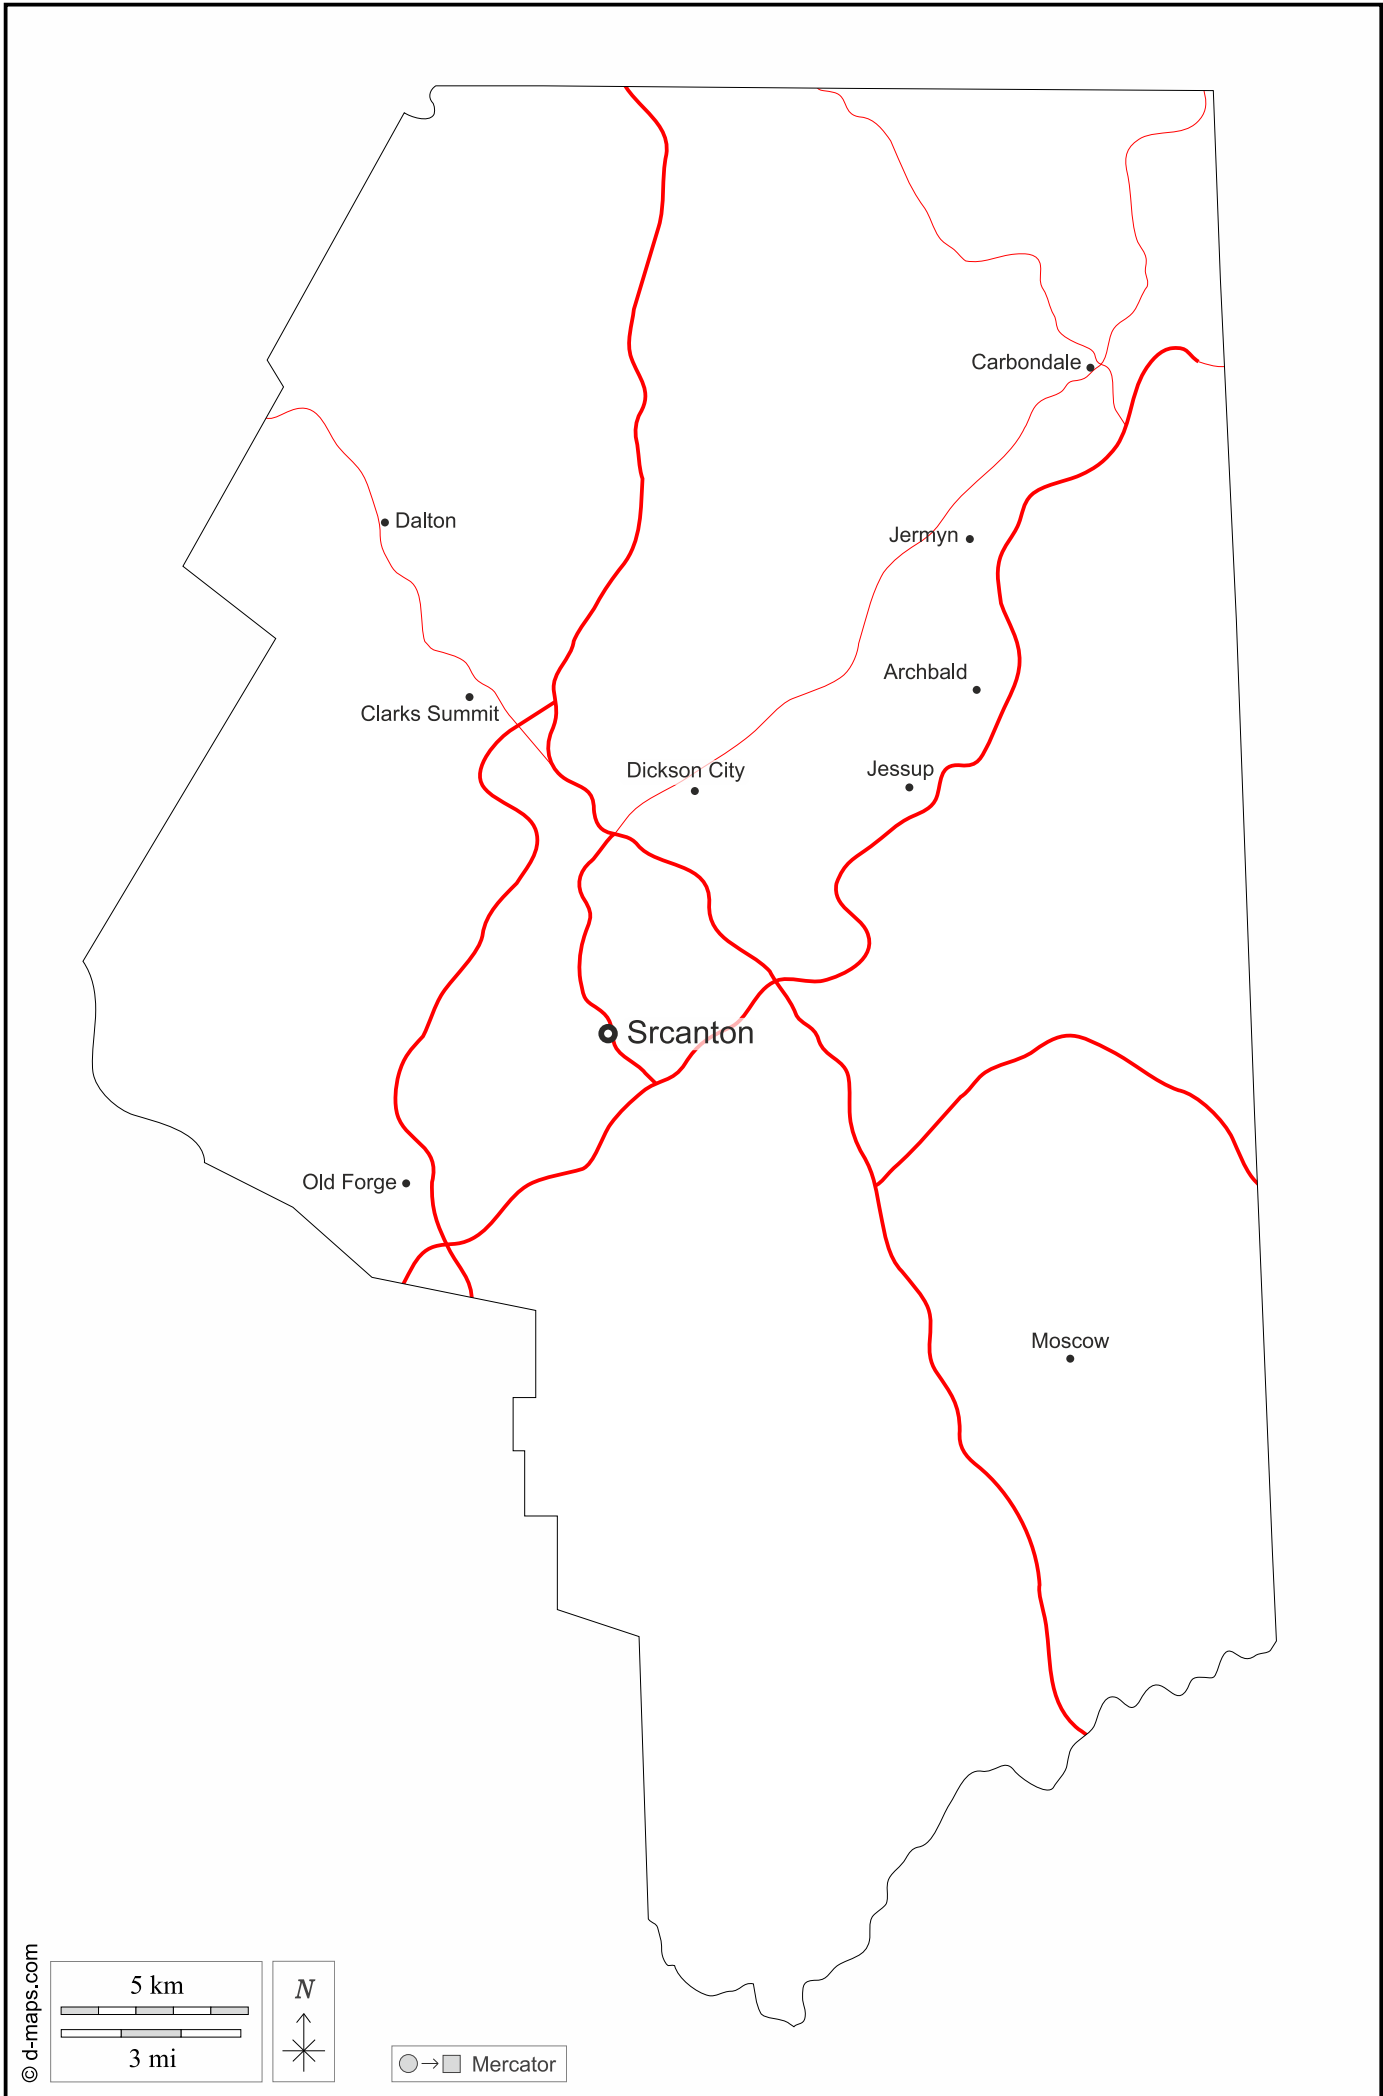 Carbondale
Dalton
Jermyn
Archbald
Clarks Summit
Dickson City
Jessup
Srcanton
Old Forge
Moscow
© d-maps.com
5 km
3 mi
N
Mercator